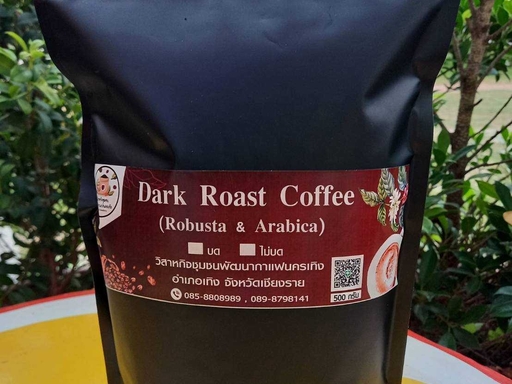 Dark Roast Coffee
(Robusta & Arabica)
บด ไม่บด
วิสาหกิจชุมชนพัฒนากาแฟนครเทิง
อำเภอเทิง จังหวัดเชียงราย
085-8808989 , 089-8798141
500 กรัม